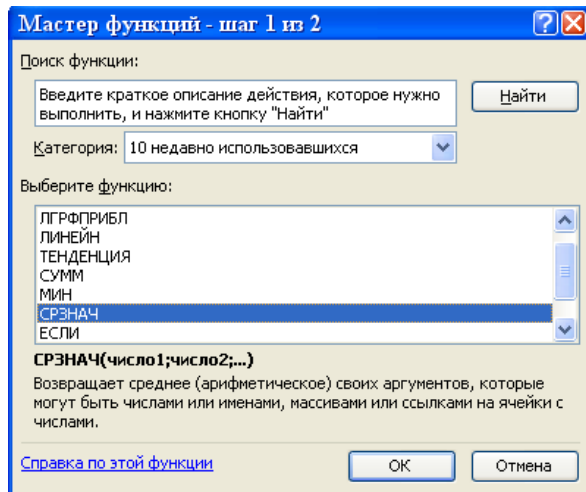 Мастер функций - шаг 1 из 2
Поиск функции:
Введите краткое описание действия, которое нужно
выполнить, и нажмите кнопку "Найти"
Найти
Категория: 10 недавно использовавшихся
Выберите функцию:
ЛГРФПРИБЛ
ЛИНЕЙН
ТЕНДЕНЦИЯ
СУММ
МИН
СРЗНАЧ
ЕСЛИ
СРЗНАЧ(число1;число2;...)
Возвращает среднее (арифметическое) своих аргументов, которые
могут быть числами или именами, массивами или ссылками на ячейки с
числами.
Справка по этой функции
ОК
Отмена